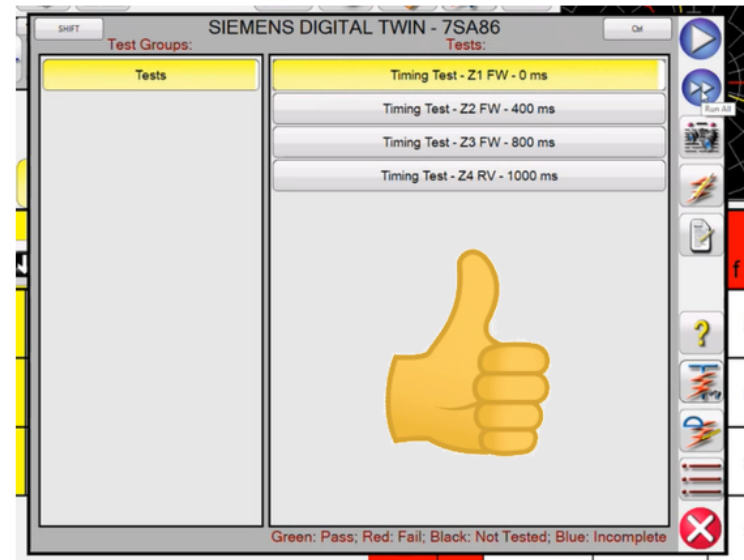 SHIFT
SIEMENS DIGITAL TWIN - 7SA86
Ctrl
Test Groups:
Tests:
Tests
Timing Test - Z1 FW - 0 ms
Timing Test - Z2 FW - 400 ms
Timing Test - Z3 FW - 800 ms
Timing Test - Z4 RV - 1000 ms
Run All
f
?
Green: Pass; Red: Fail; Black: Not Tested; Blue: Incomplete